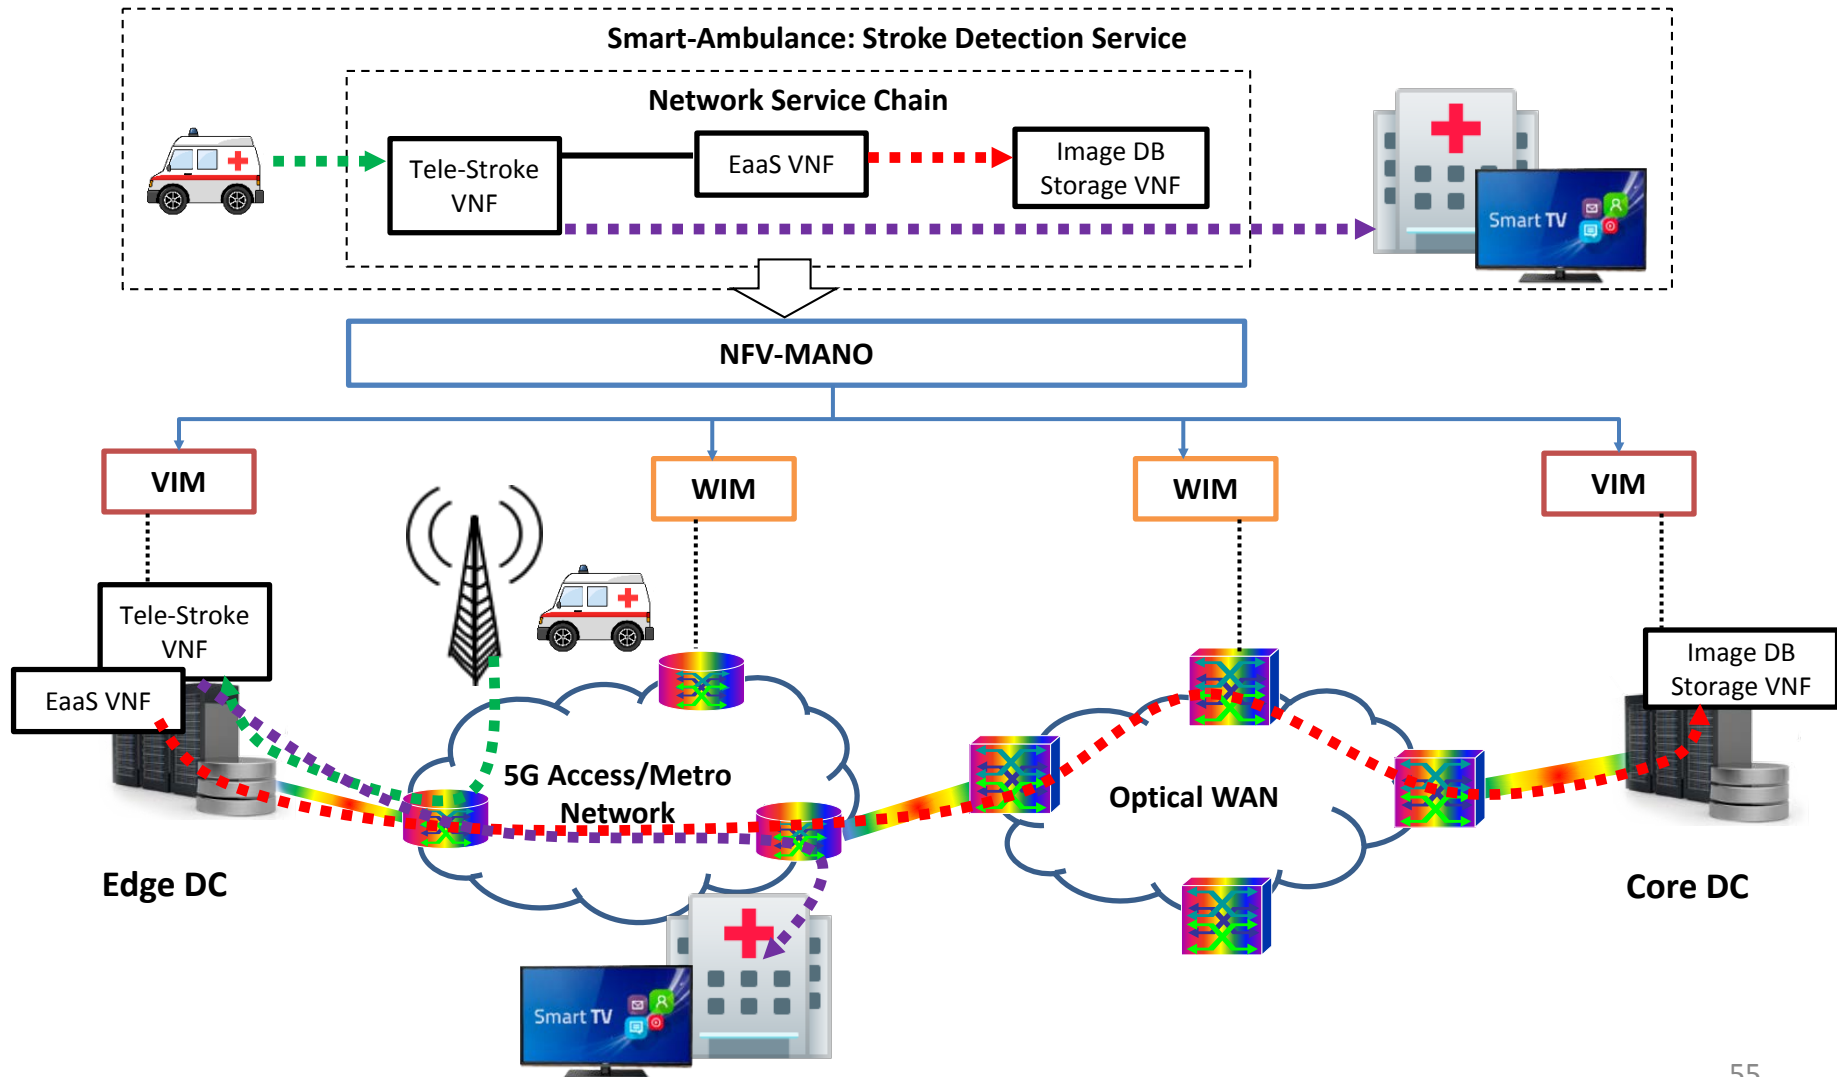 Smart-Ambulance: Stroke Detection Service
Network Service Chain
Tele-Stroke
VNF
EaaS VNF
Image DB
Storage VNF
Smart TV
NFV-MANO
VIM
WIM
WIM
VIM
Tele-Stroke
VNF
EaaS VNF
Image DB
Storage VNF
5G Access/Metro
Network
Optical WAN
Edge DC
Core DC
Smart TV
55